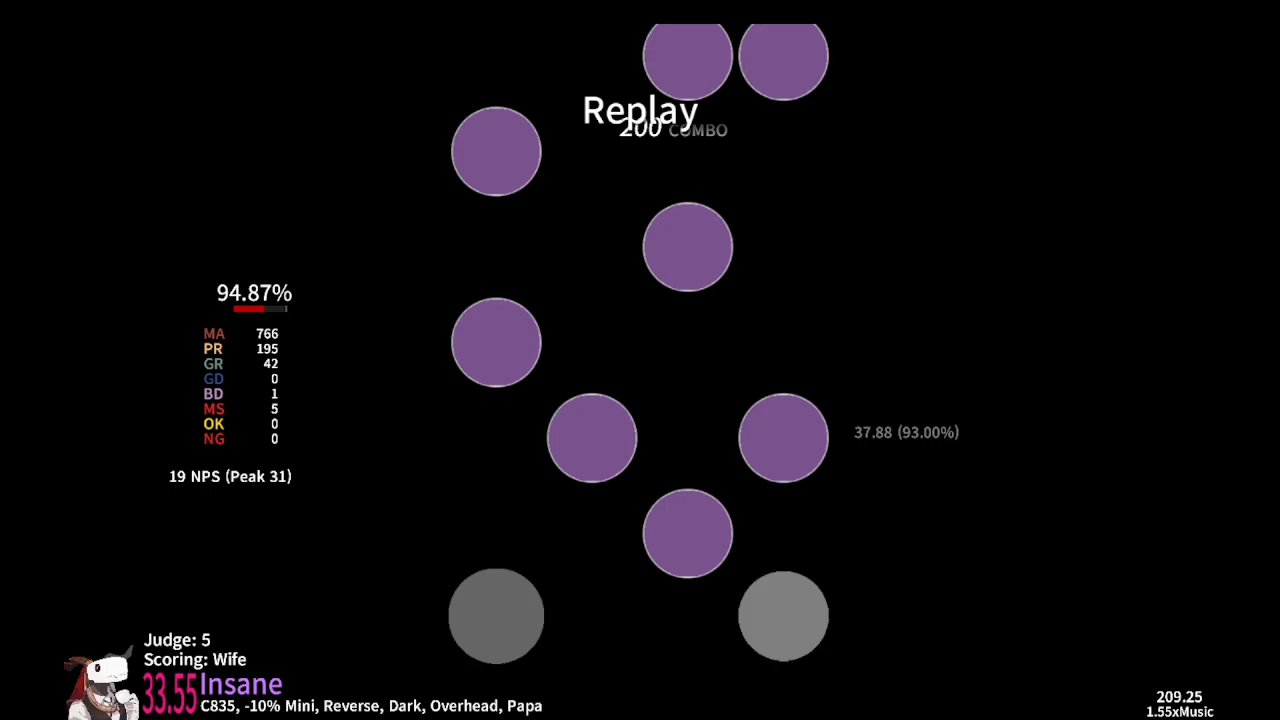 Replay
200 COMBO
94.87%
MA 766
PR 195
GR 42
GD 0
BD 1
MS 5
OK 0
NG 0
37.88 (93.00%)
19 NPS (Peak 31)
Judge: 5
Scoring: Wife
33.55 Insane
C835, -10% Mini, Reverse, Dark, Overhead, Papa
209.25
1.55xMusic